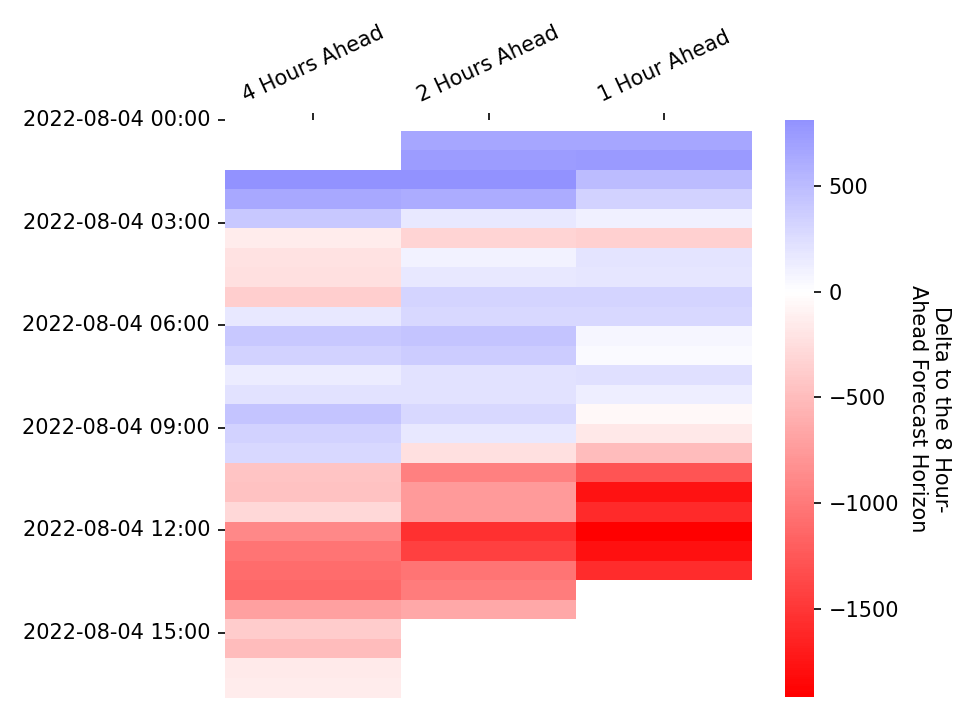 4 Hours Ahead
2 Hours Ahead
1 Hour Ahead
2022-08-04 00:00
2022-08-04 03:00
2022-08-04 06:00
2022-08-04 09:00
2022-08-04 12:00
2022-08-04 15:00
500
0
−500
−1000
−1500
Delta to the 8 Hour-
Ahead Forecast Horizon